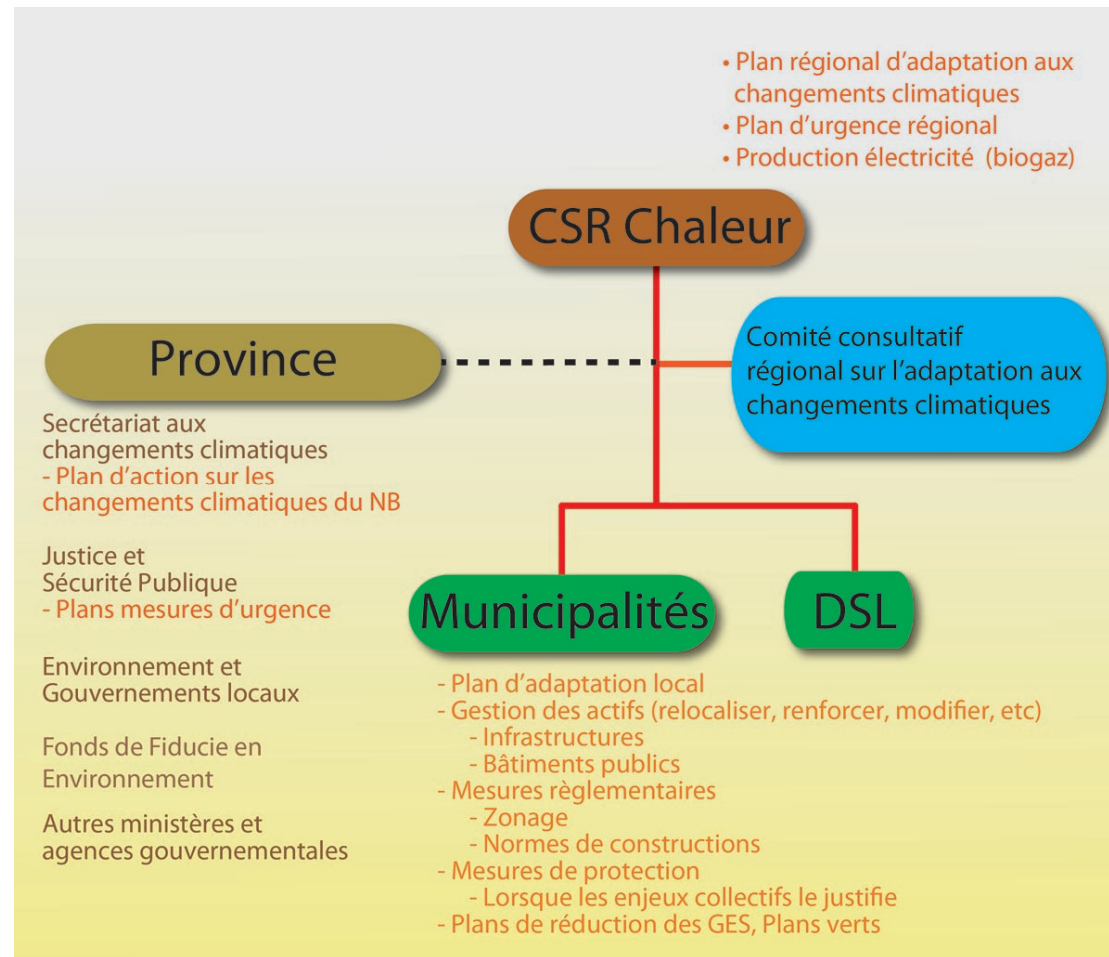 • Plan régional d'adaptation aux
changements climatiques
• Plan d'urgence régional
• Production électricité (biogaz)
CSR Chaleur
Province
Comité consultatif
régional sur l'adaptation aux
changements climatiques
Secrétariat aux
changements climatiques
- Plan d'action sur les
changements climatiques du NB
Justice et
Sécurité Publique
- Plans mesures d'urgence
Environnement et
Gouvernements locaux
Fonds de Fiducie en
Environnement
Autres ministères et
agences gouvernementales
Municipalités
DSL
- Plan d'adaptation local
- Gestion des actifs (relocaliser, renforcer, modifier, etc)
- Infrastructures
- Bâtiments publics
- Mesures règlementaires
- Zonage
- Normes de constructions
- Mesures de protection
- Lorsque les enjeux collectifs le justifie
- Plans de réduction des GES, Plans verts